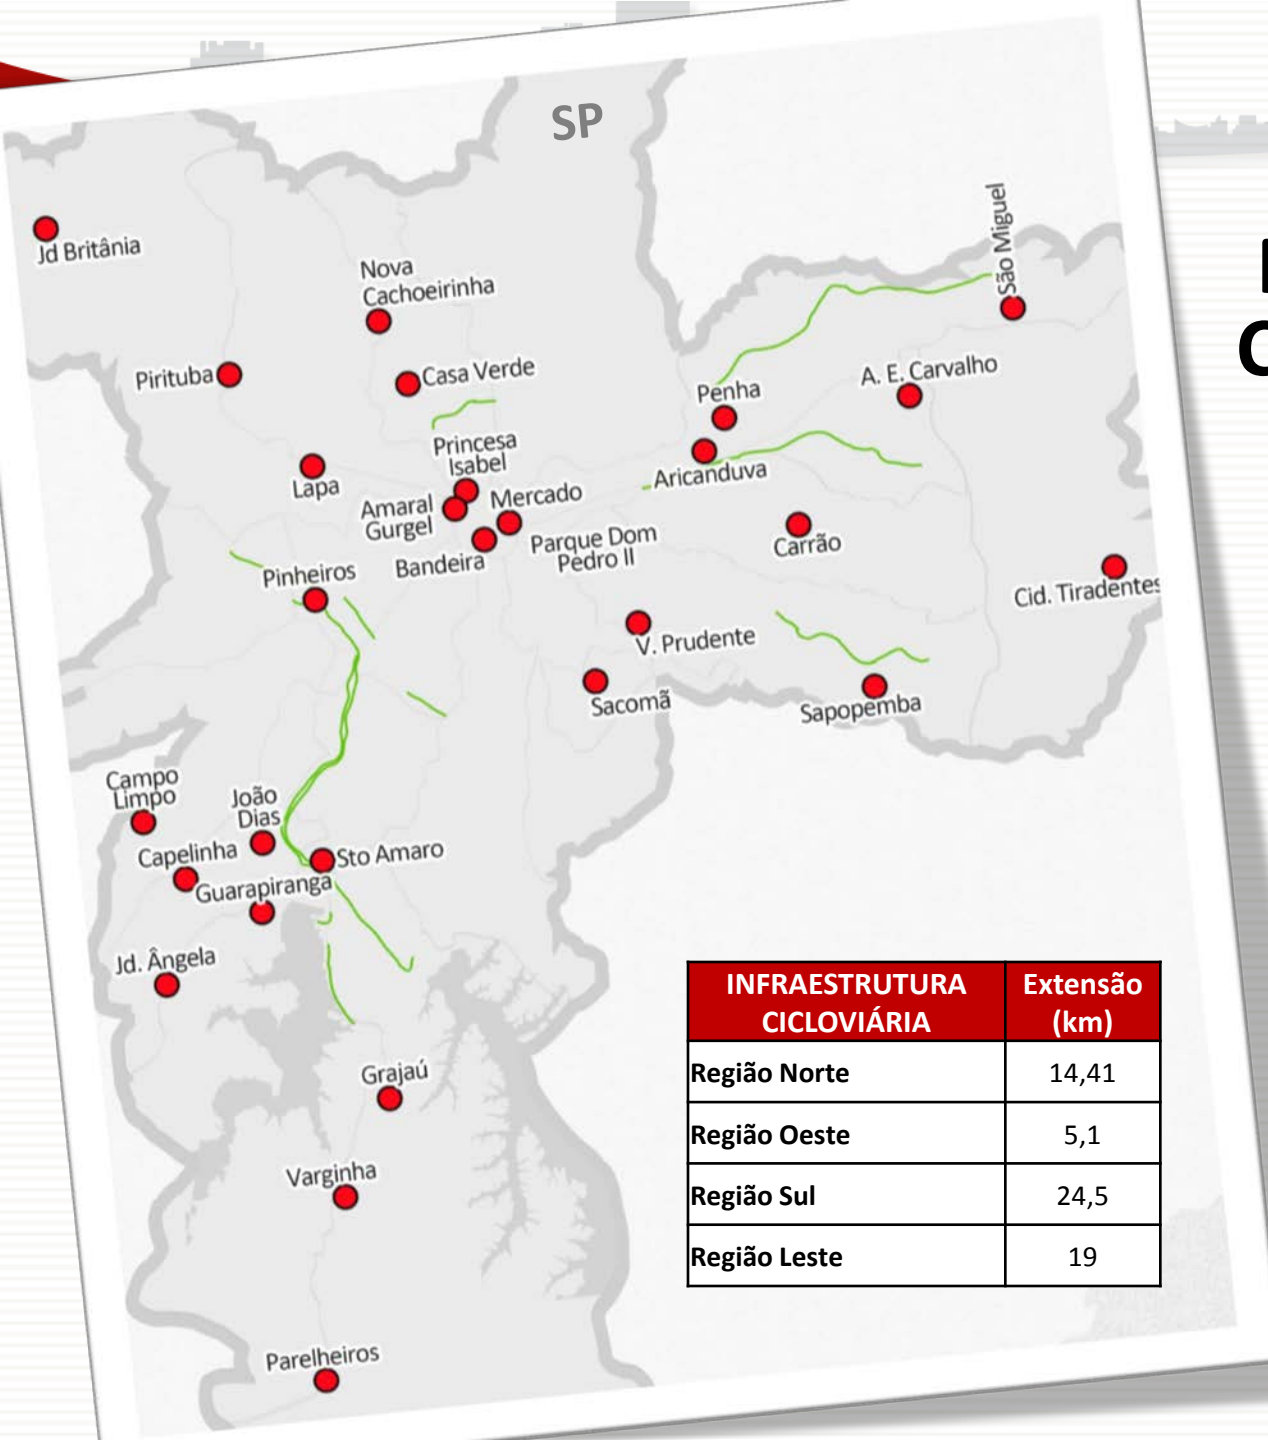 SP
São Miguel
Jd Britânia
Nova
Cachoeirinha
Pirituba
Casa Verde
Penha
A. E. Carvalho
Princesa
Isabel
Lapa
Aricanduva
Amaral
Gurgel
Mercado
Bandeira
Parque Dom
Pedro II
Carrão
Pinheiros
Cid. Tiradentes
V. Prudente
Sacomã
Sapopemba
Campo
Limpo
João
Dias
Capelinha
Sto Amaro
Guarapiranga
Jd. Ângela
Grajaú
Varginha
Parelheiros
INFRAESTRUTURA
CICLOVIÁRIA
Extensão
(km)
Região Norte 14,41
Região Oeste 5,1
Região Sul 24,5
Região Leste 19